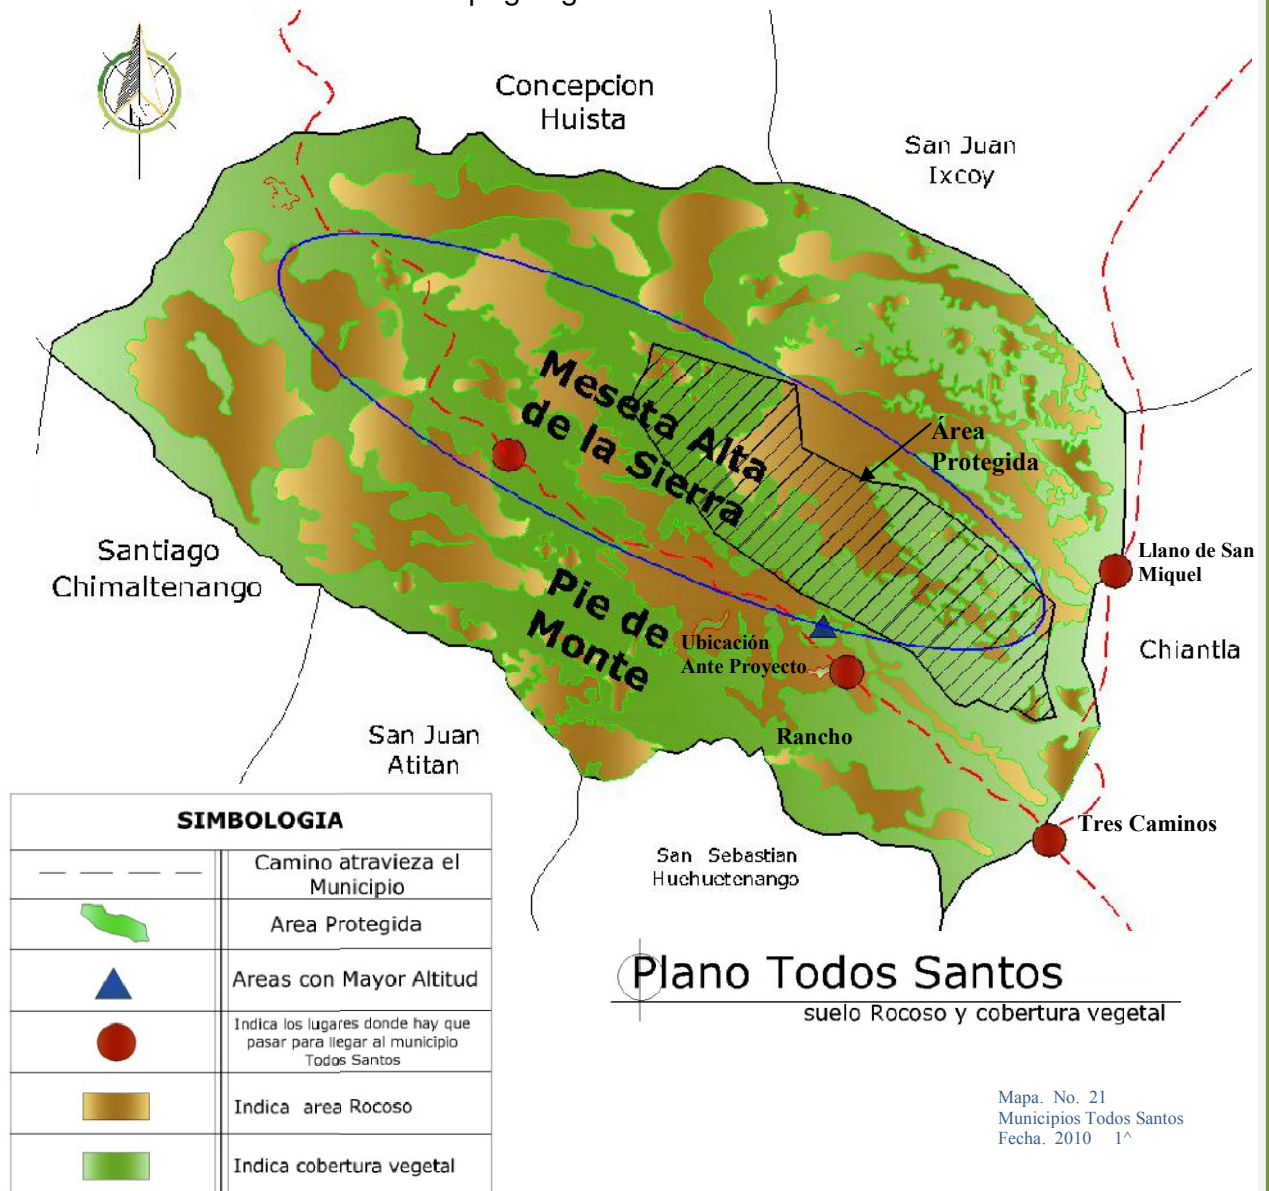 Concepcion
Huista
San Juan
Ixcoy
Meseta Alta
de la Sierra
Área
Protegida
Santiago
Chimaltenango
Llano de San
Miquel
Pie de
Monte
Ubicación
Ante Proyecto
Chiantla
San Juan
Atitan
Rancho
Tres Caminos
San Sebastian
Huehuetenango
SIMBOLOGIA
Camino atravieza el
Municipio
Area Protegida
Areas con Mayor Altitud
Indica los lugares donde hay que
pasar para llegar al municipio
Todos Santos
Indica area Rocoso
Indica cobertura vegetal
Plano Todos Santos
suelo Rocoso y cobertura vegetal
Mapa. No. 21
Municipios Todos Santos
Fecha. 2010 1^